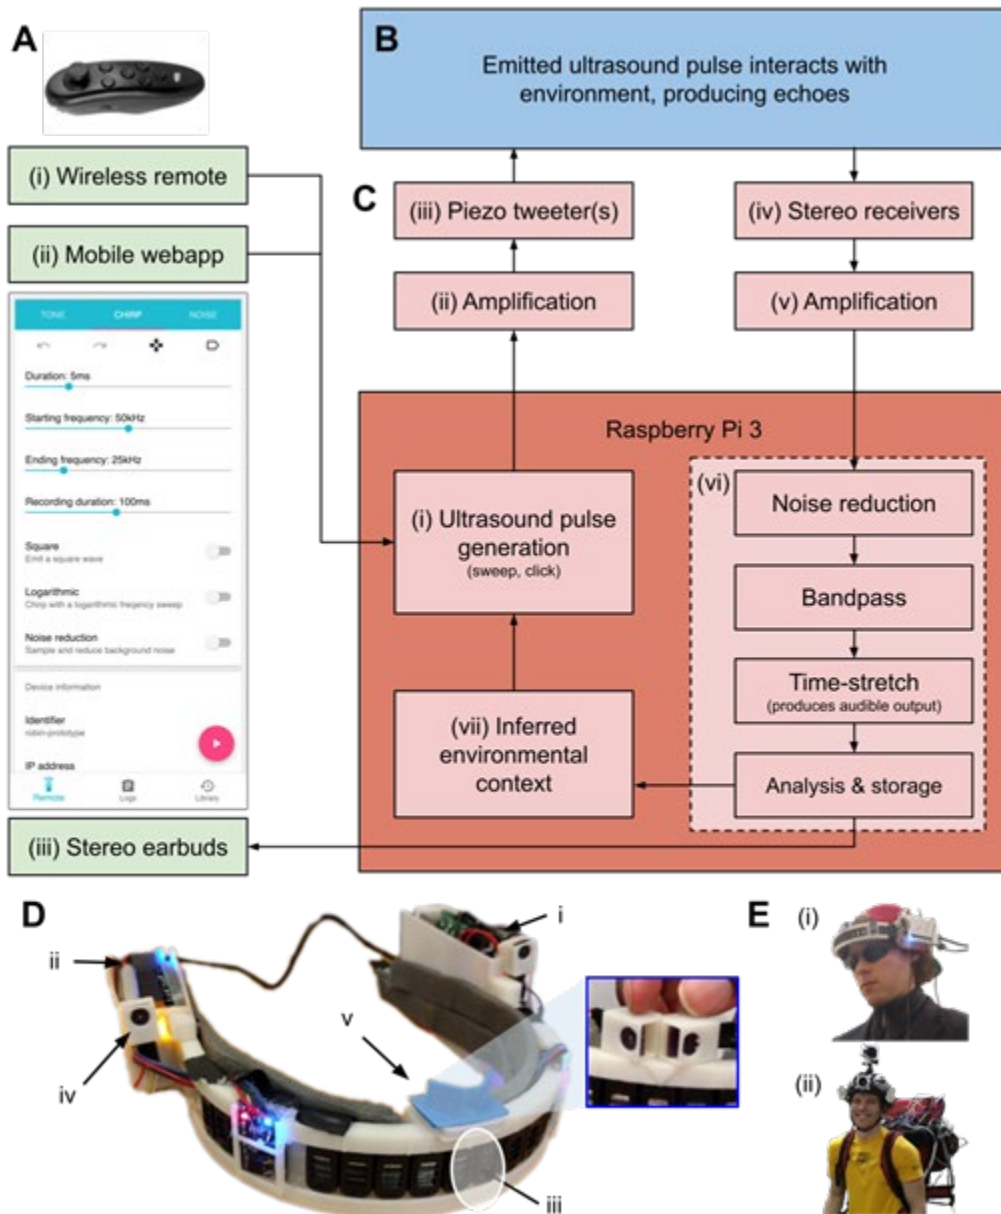 A
B
Emitted ultrasound pulse interacts with
environment, producing echoes
(i) Wireless remote
(ii) Mobile webapp
C
(iii) Piezo tweeter(s)
(iv) Stereo receivers
(ii) Amplification
(v) Amplification
TONE CHIRP NOISE
Duration: 5ms
Starting frequency: 50kHz
Ending frequency: 25kHz
Recording duration: 100ms
Square
Emit a square wave
Logarithmic
Chirp with a logarithmic freqency sweep
Noise reduction
Sample and reduce background noise
Device information
Identifier
robin-prototype
IP address
Remote Logs Library
Raspberry Pi 3
(i) Ultrasound pulse
generation
(sweep, click)
(vi)
Noise reduction
Bandpass
Time-stretch
(produces audible output)
Analysis & storage
(vii) Inferred
environmental
context
(iii) Stereo earbuds
D
i
ii
v
iv
iii
E
(i)
(ii)